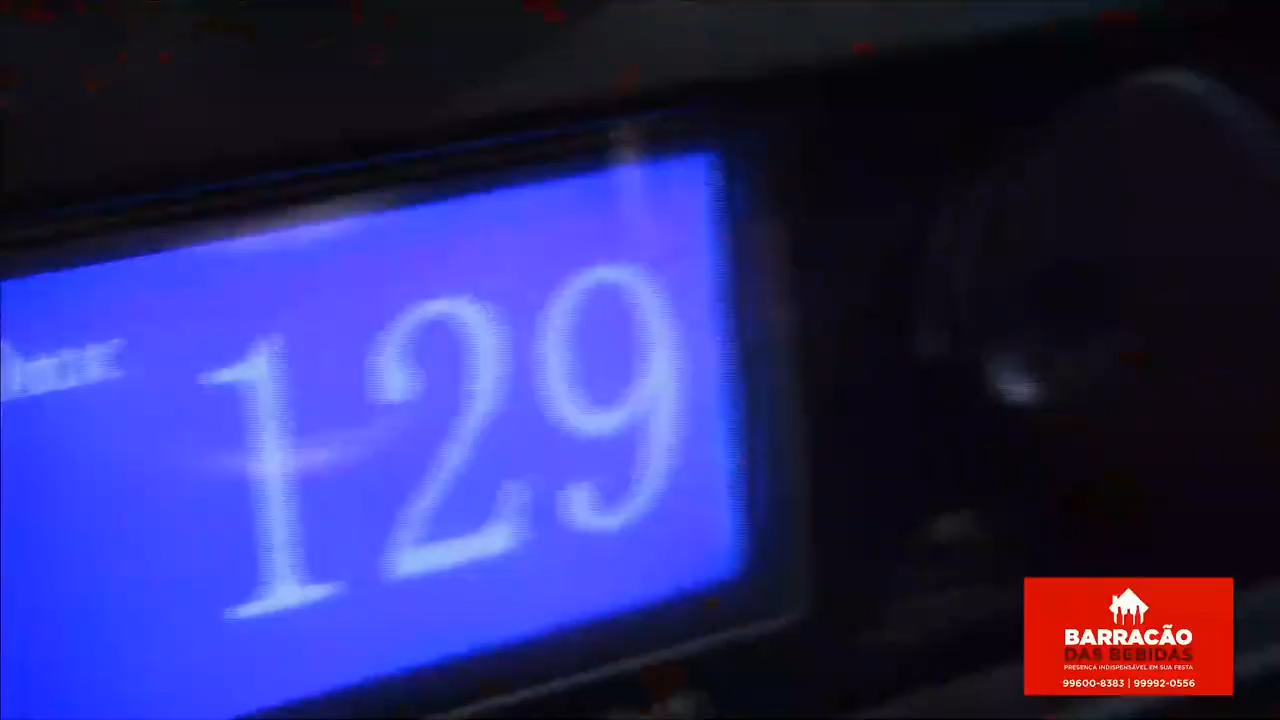 129
BARRACÃO
DAS BEBIDAS
PRESENÇA INDISPENSÁVEL EM SUA FESTA
99600-8383 | 99992-0556